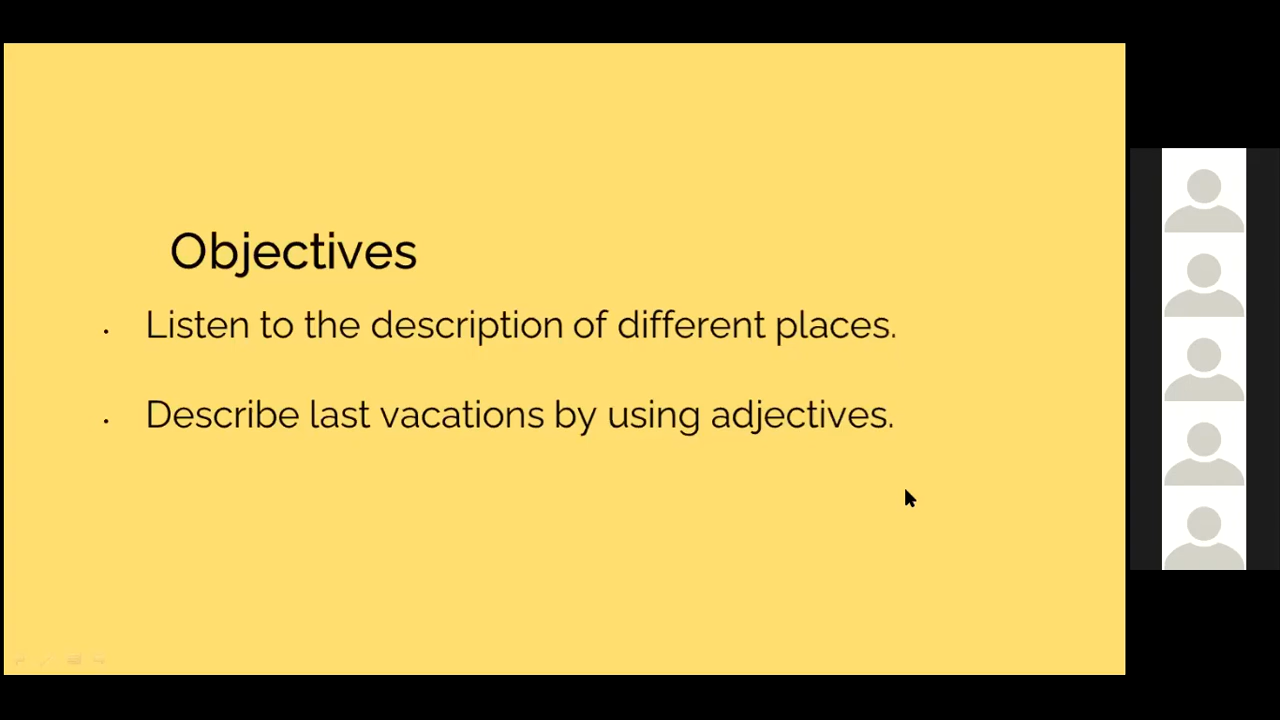 Objectives
• Listen to the description of different places.
• Describe last vacations by using adjectives.